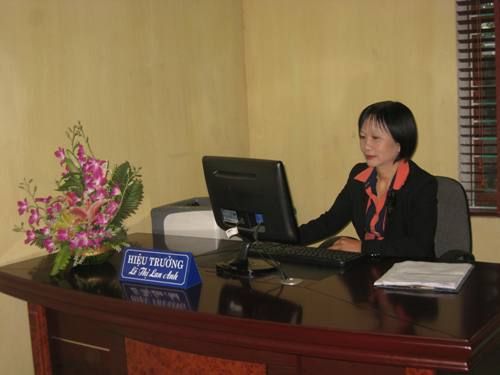 HIỆU TRƯỞNG
Lê Thị Lan Anh